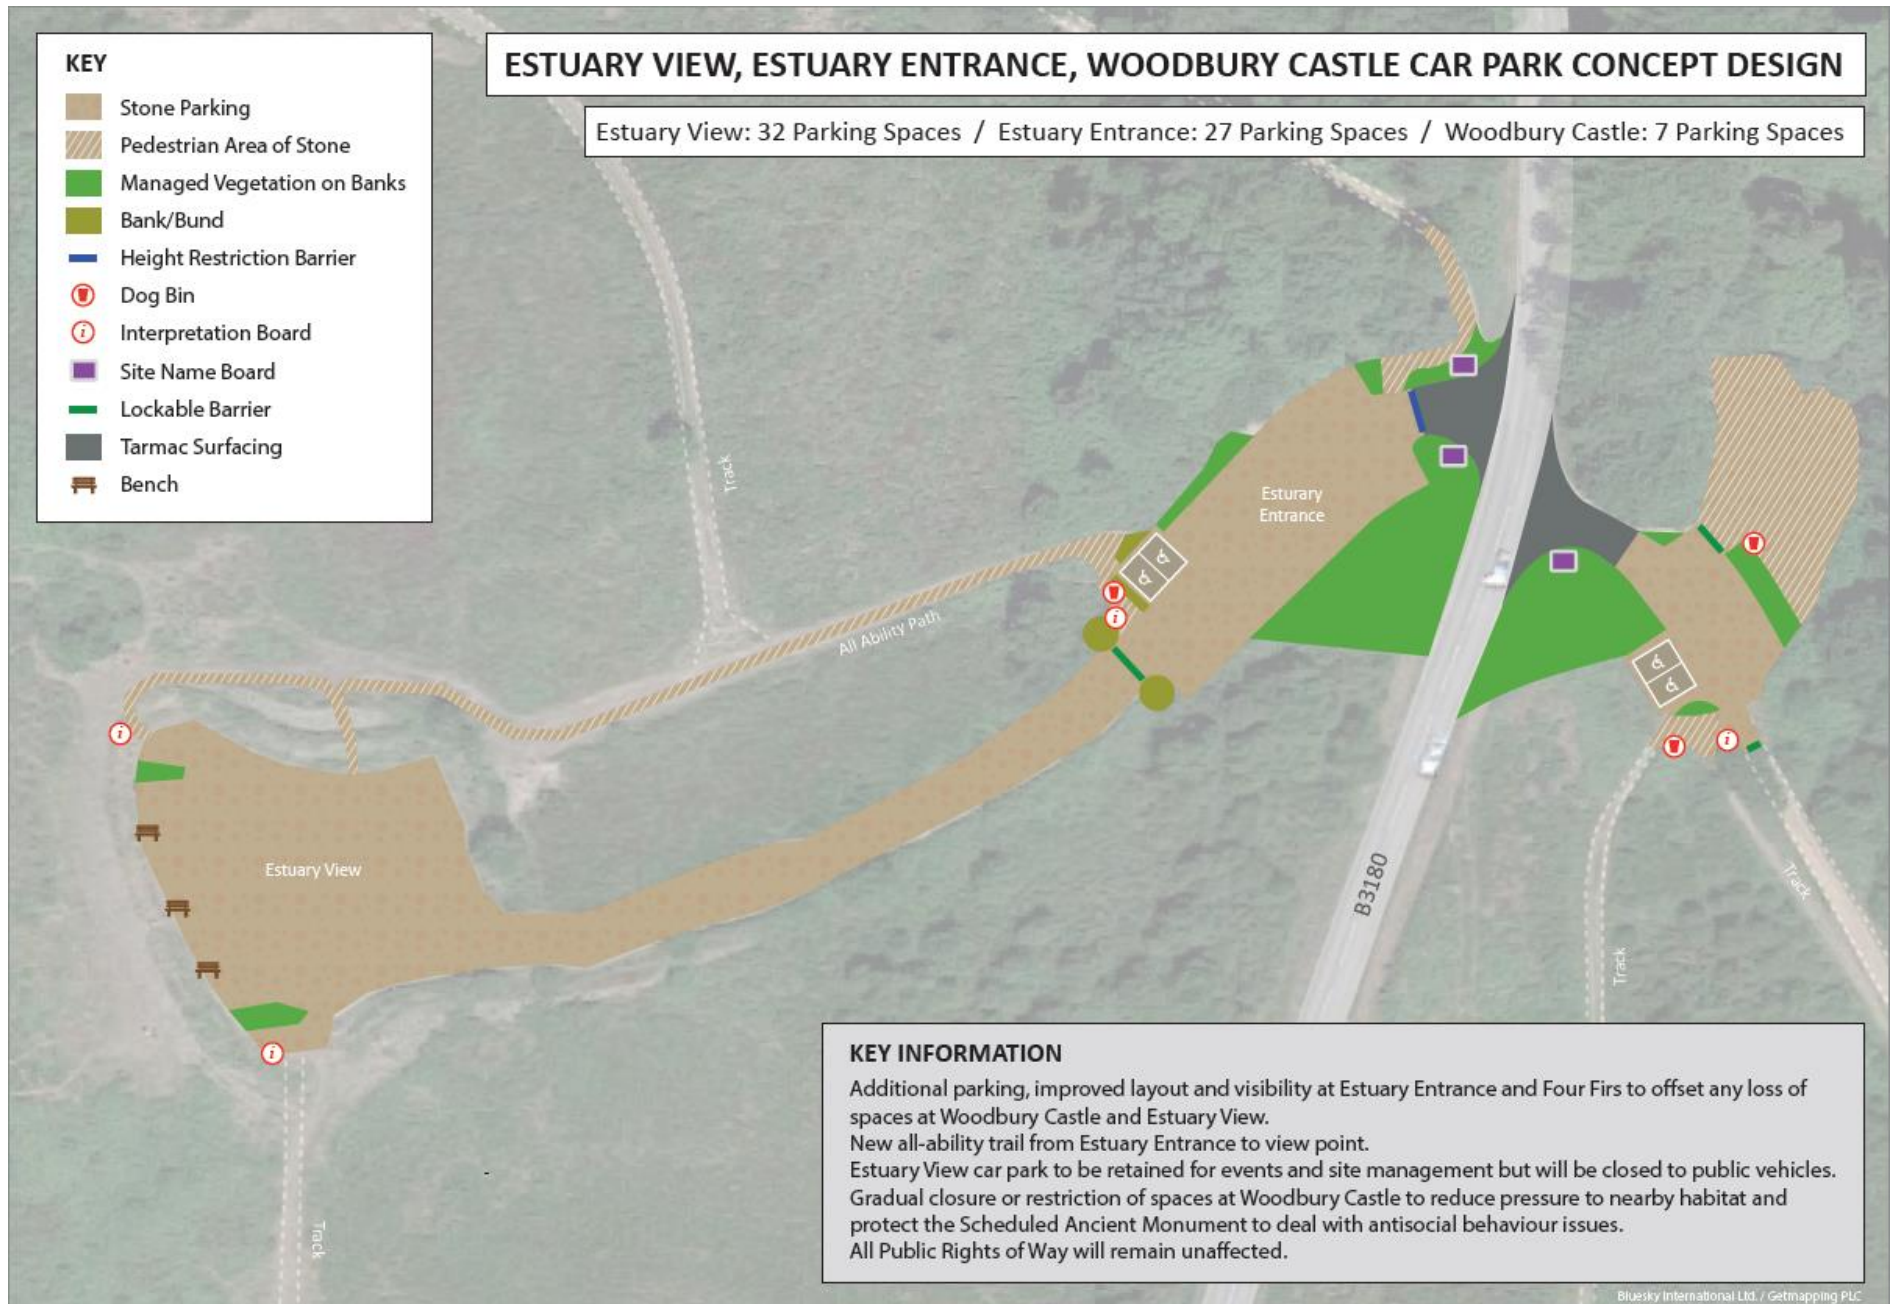 ESTUARY VIEW, ESTUARY ENTRANCE, WOODBURY CASTLE CAR PARK CONCEPT DESIGN
Estuary View: 32 Parking Spaces / Estuary Entrance: 27 Parking Spaces / Woodbury Castle: 7 Parking Spaces
KEY
Stone Parking
Pedestrian Area of Stone
Managed Vegetation on Banks
Bank/Bund
Height Restriction Barrier
Dog Bin
Interpretation Board
Site Name Board
Lockable Barrier
Tarmac Surfacing
Bench
Track
Esturary
Entrance
All Ability Path
Estuary View
B3180
Track
Track
Track
KEY INFORMATION
Additional parking, improved layout and visibility at Estuary Entrance and Four Firs to offset any loss of
spaces at Woodbury Castle and Estuary View.
New all-ability trail from Estuary Entrance to view point.
Estuary View car park to be retained for events and site management but will be closed to public vehicles.
Gradual closure or restriction of spaces at Woodbury Castle to reduce pressure to nearby habitat and
protect the Scheduled Ancient Monument to deal with antisocial behaviour issues.
All Public Rights of Way will remain unaffected.
Bluesky International Ltd. / Getmapping PLC